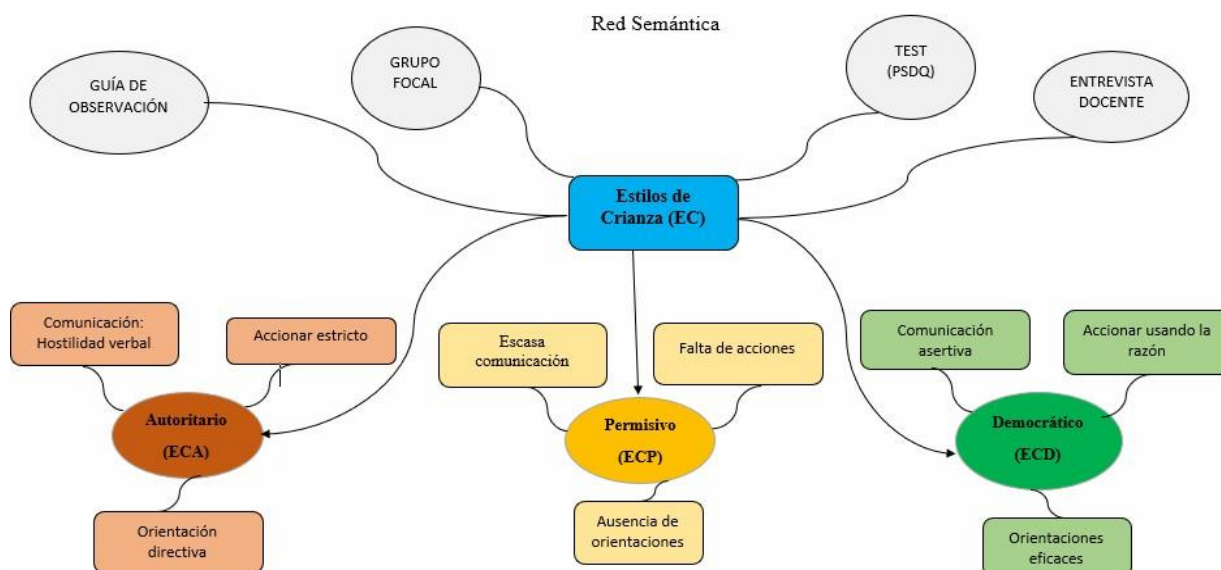 Red Semántica
GUÍA DE
OBSERVACIÓN
GRUPO
FOCAL
TEST
(PSDQ)
ENTREVISTA
DOCENTE
Estilos de
Crianza (EC)
Comunicación:
Hostilidad verbal
Accionar estricto
Autoritario
(ECA)
Orientación
directiva
Escasa
comunicación
Falta de acciones
Permisivo
(ECP)
Ausencia de
orientaciones
Comunicación
asertiva
Accionar usando la
razón
Democrático
(ECD)
Orientaciones
eficaces